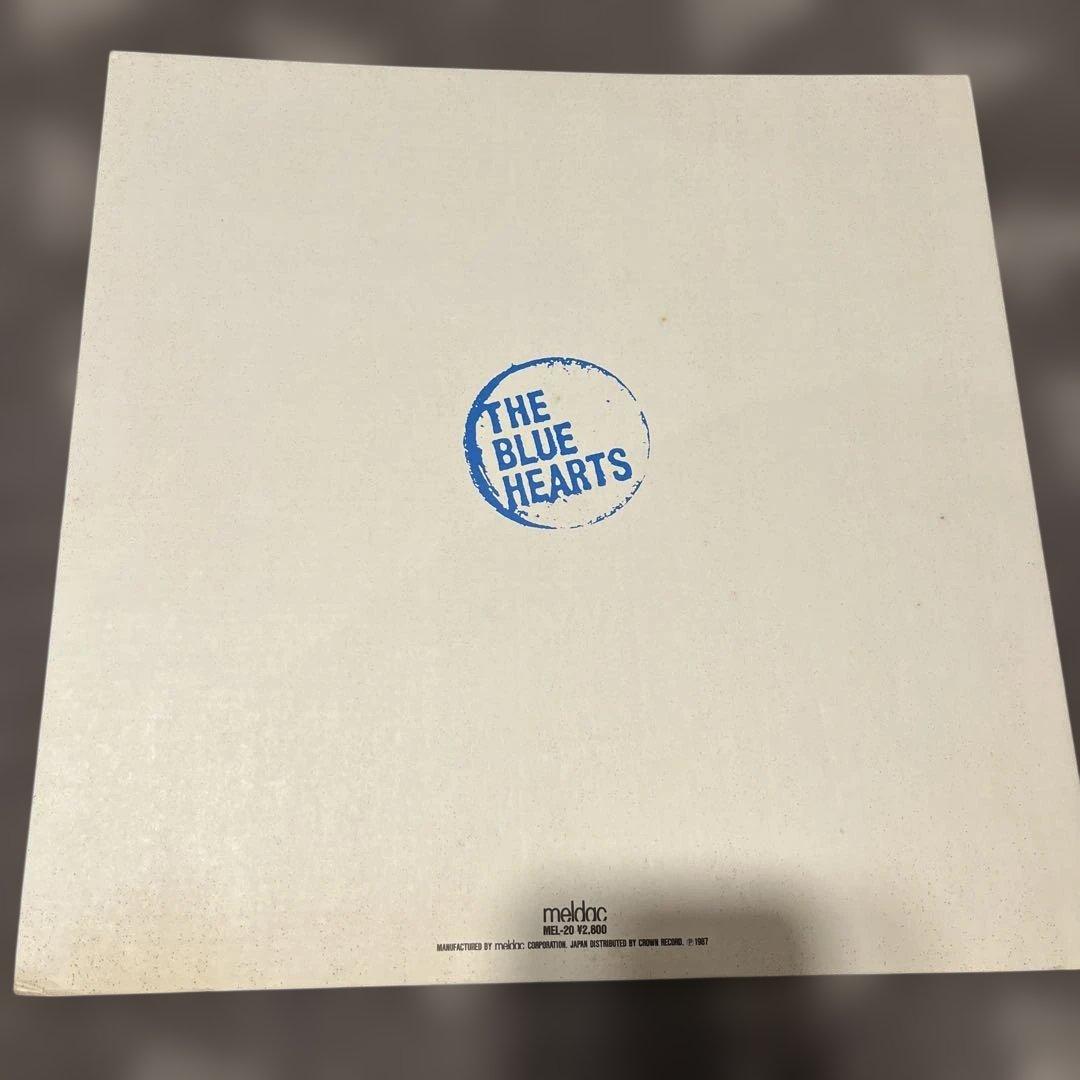 THE
BLUE
HEARTS
meldac
MEL-20 ¥2,800
MANUFACTURED BY meldac CORPORATION. JAPAN DISTRIBUTED BY CROWN RECORD. Ⓟ 1987